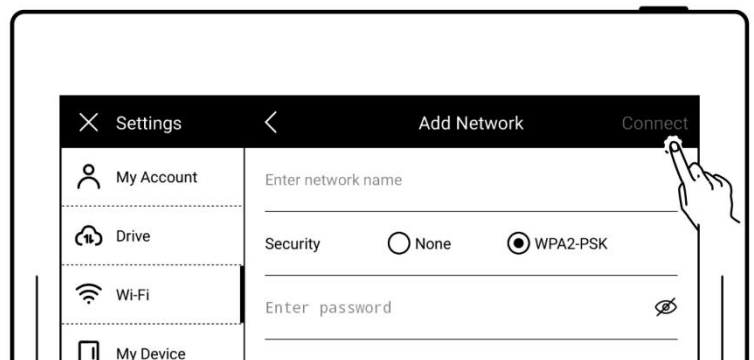 Settings
Add Network
Connect
My Account
Drive
Wi-Fi
My Device
Enter network name
Security
None
WPA2-PSK
Enter password